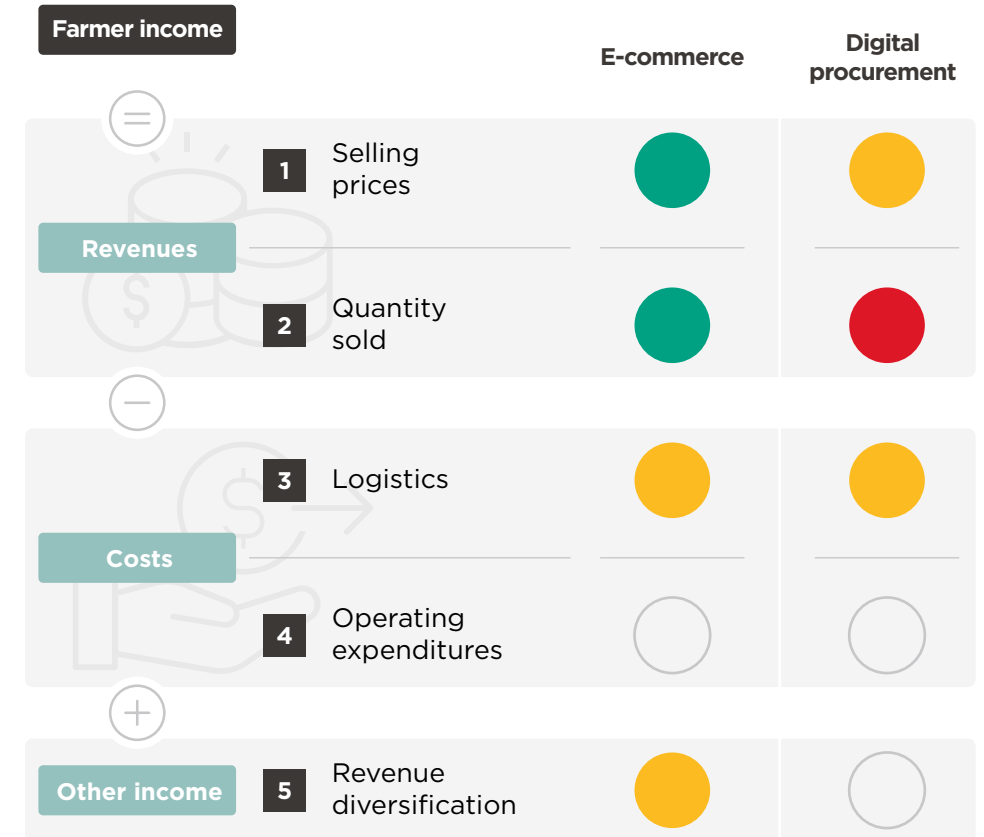 Farmer income
E-commerce
Digital
procurement
=
1
Selling
prices
Revenues
$
2
Quantity
sold
−
$
3
Logistics
Costs
4
Operating
expenditures
+
Other income
5
Revenue
diversification